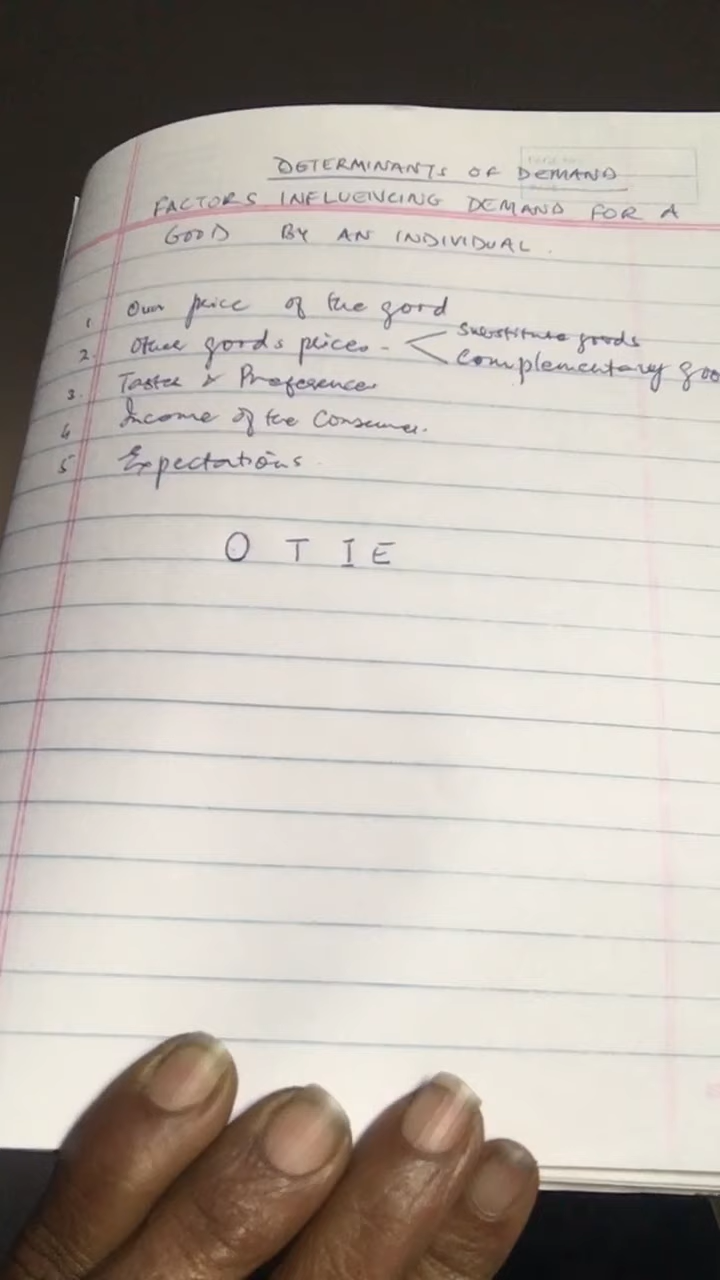 DETERMINANTS OF DEMAND
FACTORS INFLUENCING DEMAND FOR A
GOOD BY AN INDIVIDUAL.
1. Own price of the good
2. Other goods prices - Substitute goods
Complementary goo
3. Tastes & Preferences
4 Income of the Consumer.
5 Expectations
O T I E